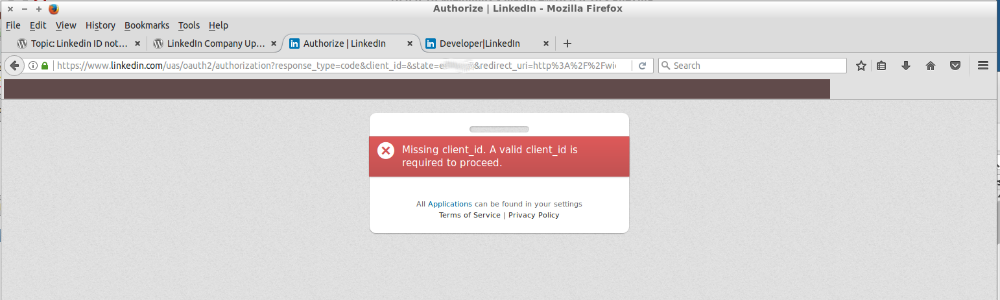 Authorize | LinkedIn - Mozilla Firefox
File Edit View History Bookmarks Tools Help
Topic: Linkedin ID not... LinkedIn Company Up... Authorize | LinkedIn Developer|LinkedIn
https://www.linkedin.com/uas/oauth2/authorization?response_type=code&client_id=&state= &redirect_uri=http%3A%2F%2Fwi Search
Missing client_id. A valid client_id is
required to proceed.
All Applications can be found in your settings
Terms of Service | Privacy Policy